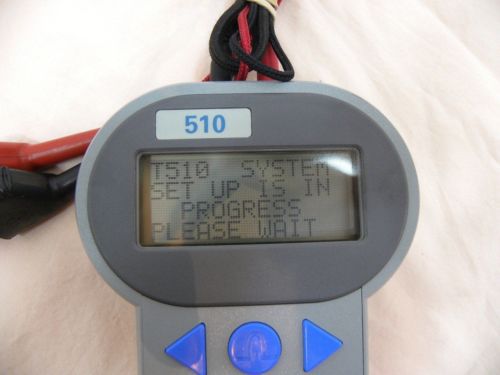 510
T510 SYSTEM
SET UP IS IN
PROGRESS
PLEASE WAIT